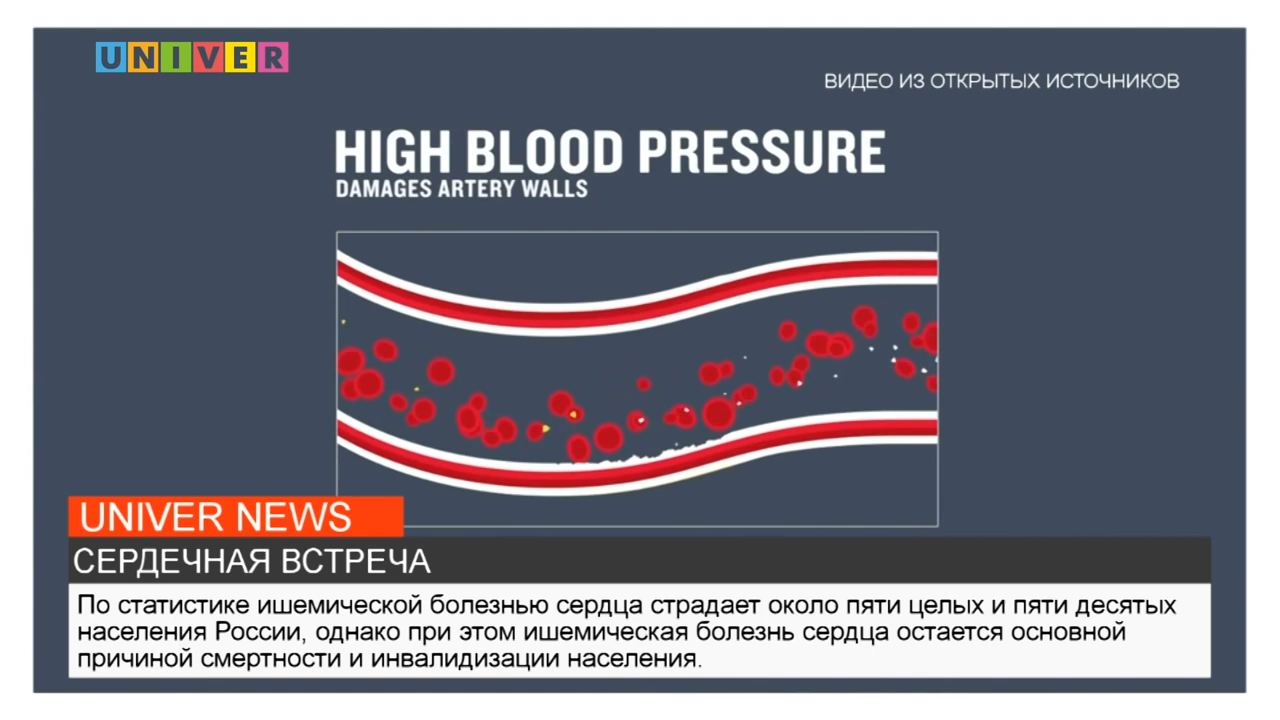 UNIVER
ВИДЕО ИЗ ОТКРЫТЫХ ИСТОЧНИКОВ
HIGH BLOOD PRESSURE
DAMAGES ARTERY WALLS
UNIVER NEWS
СЕРДЕЧНАЯ ВСТРЕЧА
По статистике ишемической болезнью сердца страдает около пяти целых и пяти десятых
населения России, однако при этом ишемическая болезнь сердца остается основной
причиной смертности и инвалидизации населения.